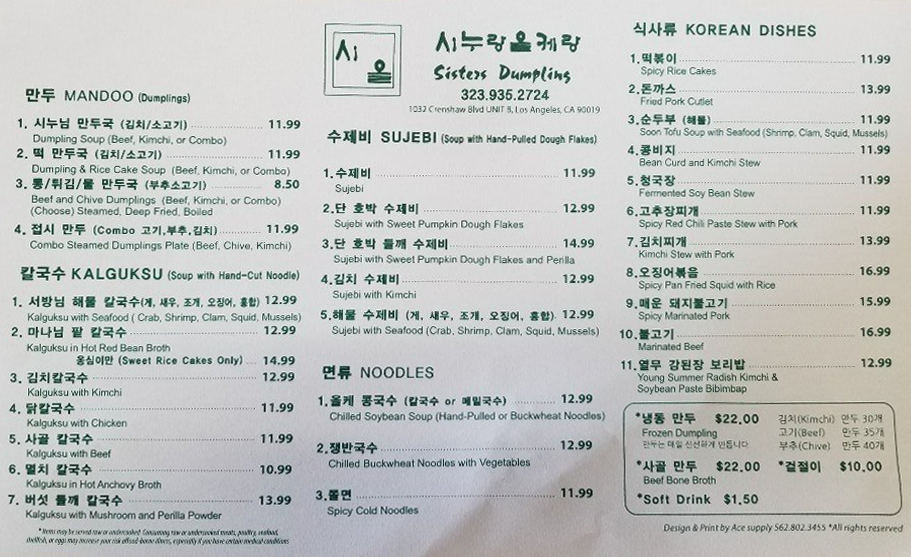 시올
시누랑올케랑
Sisters Dumpling
323.935.2724
1032 Crenshaw Blvd UNIT B, Los Angeles, CA 90019
만두 MANDOO (Dumplings)
1. 시누님 만두국 (김치/소고기) 11.99
Dumpling Soup (Beef, Kimchi, or Combo)
2. 떡 만두국 (김치/소고기) 11.99
Dumpling & Rice Cake Soup (Beef, Kimchi, or Combo)
3. 통/튀김/물 만두국 (부추소고기) 8.50
Beef and Chive Dumplings (Beef, Kimchi, or Combo)
(Choose) Steamed, Deep Fried, Boiled
4. 접시 만두 (Combo 고기,부추,김치) 11.99
Combo Steamed Dumplings Plate (Beef, Chive, Kimchi)
칼국수 KALGUKSU (Soup with Hand-Cut Noodle)
1. 서방님 해물 칼국수(게, 새우, 조개, 오징어, 홍합) 12.99
Kalguksu with Seafood ( Crab, Shrimp, Clam, Squid, Mussels)
2. 마나님 팥 칼국수 12.99
Kalguksu in Hot Red Bean Broth
옹심이만 (Sweet Rice Cakes Only) 14.99
3. 김치칼국수 12.99
Kalguksu with Kimchi
4. 닭칼국수 11.99
Kalguksu with Chicken
5. 사골 칼국수 11.99
Kalguksu with Beef
6. 멸치 칼국수 10.99
Kalguksu in Hot Anchovy Broth
7. 버섯 들깨 칼국수 13.99
Kalguksu with Mushroom and Perilla Powder
*Items may be served raw or undercooked. Consuming raw or undercooked meats, poultry, seafood,
shellfish, or eggs may increase your risk of food-borne illness, especially if you have certain medical conditions
수제비 SUJEBI (Soup with Hand-Pulled Dough Flakes)
1.수제비 11.99
Sujebi
2.단 호박 수제비 12.99
Sujebi with Sweet Pumpkin Dough Flakes
3.단 호박 들깨 수제비 14.99
Sujebi with Sweet Pumpkin Dough Flakes and Perilla
4.김치 수제비 12.99
Sujebi with Kimchi
5.해물 수제비 (게, 새우, 조개, 오징어, 홍합) 12.99
Sujebi with Seafood (Crab, Shrimp, Clam, Squid, Mussels)
면류 NOODLES
1.올케 콩국수 (칼국수 or 메밀국수) 12.99
Chilled Soybean Soup (Hand-Pulled or Buckwheat Noodles)
2.쟁반국수 12.99
Chilled Buckwheat Noodles with Vegetables
3.쫄면 11.99
Spicy Cold Noodles
식사류 KOREAN DISHES
1.떡볶이 11.99
Spicy Rice Cakes
2.돈까스 13.99
Fried Pork Cutlet
3.순두부 (해물) 11.99
Soon Tofu Soup with Seafood (Shrimp, Clam, Squid, Mussels)
4.콩비지 11.99
Bean Curd and Kimchi Stew
5.청국장 11.99
Fermented Soy Bean Stew
6.고추장찌개 11.99
Spicy Red Chili Paste Stew with Pork
7.김치찌개 13.99
Kimchi Stew with Pork
8.오징어볶음 16.99
Spicy Pan Fried Squid with Rice
9.매운 돼지불고기 15.99
Spicy Marinated Pork
10.불고기 16.99
Marinated Beef
11.열무 강된장 보리밥 12.99
Young Summer Radish Kimchi &
Soybean Paste Bibimbap
*냉동 만두 $22.00 김치(Kimchi) 만두 30개
Frozen Dumpling 고기(Beef) 만두 35개
만두는 매일 신선하게 만듭니다 부추(Chive) 만두 40개
*사골 만두 $22.00 *겉절이 $10.00
Beef Bone Broth
*Soft Drink $1.50
Design & Print by Ace supply 562.802.3455 *All rights reserved